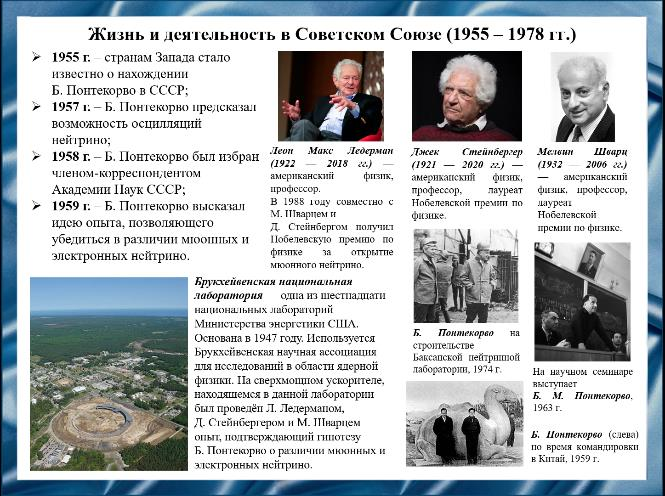 Жизнь и деятельность в Советском Союзе (1955 – 1978 гг.)
1955 г. – странам Запада стало
известно о нахождении
Б. Понтекорво в СССР;
1957 г. – Б. Понтекорво предсказал
возможность осцилляций
нейтрино;
1958 г. – Б. Понтекорво был избран
членом-корреспондентом
Академии Наук СССР;
1959 г. – Б. Понтекорво высказал
идею опыта, позволяющего
убедиться в различии мюонных и
электронных нейтрино.
Леон Макс Ледерман
(1922 — 2018 гг.) —
американский физик,
профессор.
В 1988 году совместно с
М. Шварцем и
Д. Стейнбергом получил
Нобелевскую премию по
физике за открытие
мюонного нейтрино.
Джек Стейнбергер
(1921 — 2020 гг.) —
американский физик,
профессор, лауреат
Нобелевской премии по
физике.
Мелвин Шварц
(1932 — 2006 гг.)
— американский
физик, профессор,
лауреат
Нобелевской
премии по физике.
Брукхейвенская национальная
лаборатория одна из шестнадцати
национальных лабораторий
Министерства энергетики США.
Основана в 1947 году. Используется
Брукхейвенская научная ассоциация
для исследований в области ядерной
физики. На сверхмощном ускорителе,
находящемся в данной лаборатории
был проведён Л. Ледерманом,
Д. Стейнбергером и М. Шварцем
опыт, подтверждающий гипотезу
Б. Понтекорво о различии мюонных и
электронных нейтрино.
Б. Понтекорво на
строительстве
Баксанской нейтринной
лаборатории, 1974 г.
На научном семинаре
выступает
Б. М. Понтекорво,
1963 г.
Б. Понтекорво (слева)
во время командировки
в Китай, 1959 г.